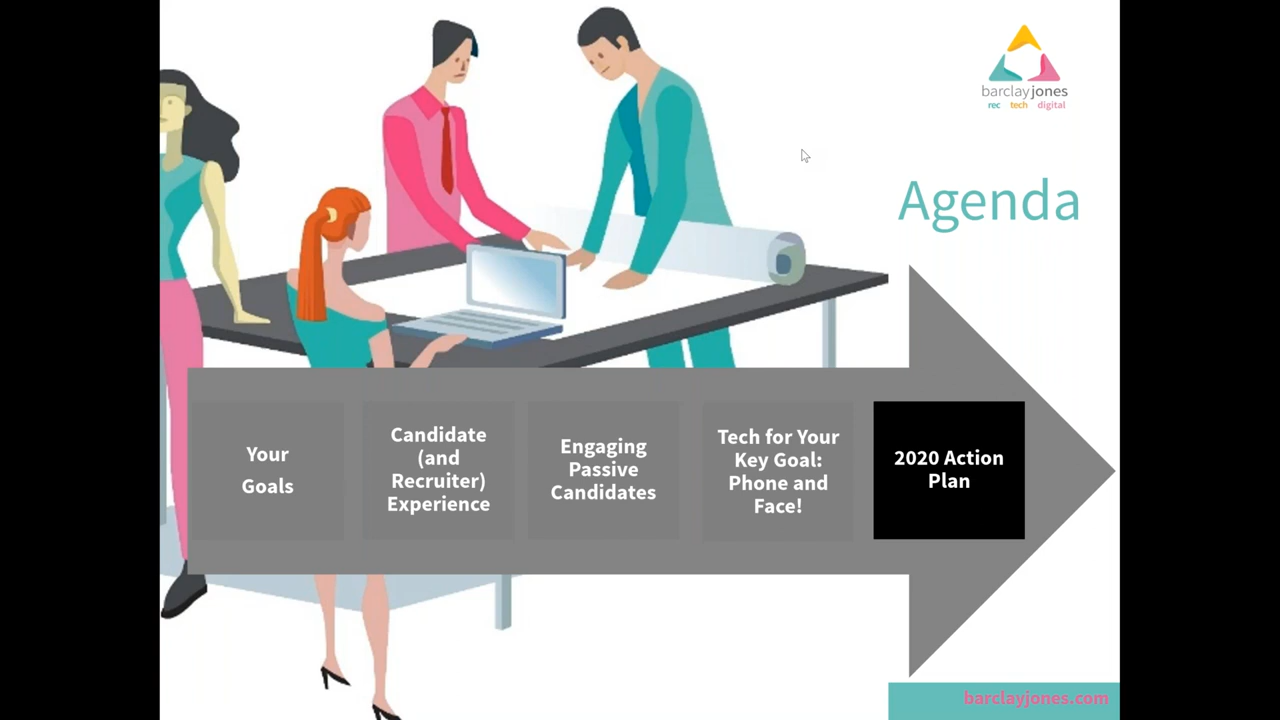 barclayjones
rec tech digital
Agenda
Your
Goals
Candidate
(and
Recruiter)
Experience
Engaging
Passive
Candidates
Tech for Your
Key Goal:
Phone and
Face!
2020 Action
Plan
barclayjones.com